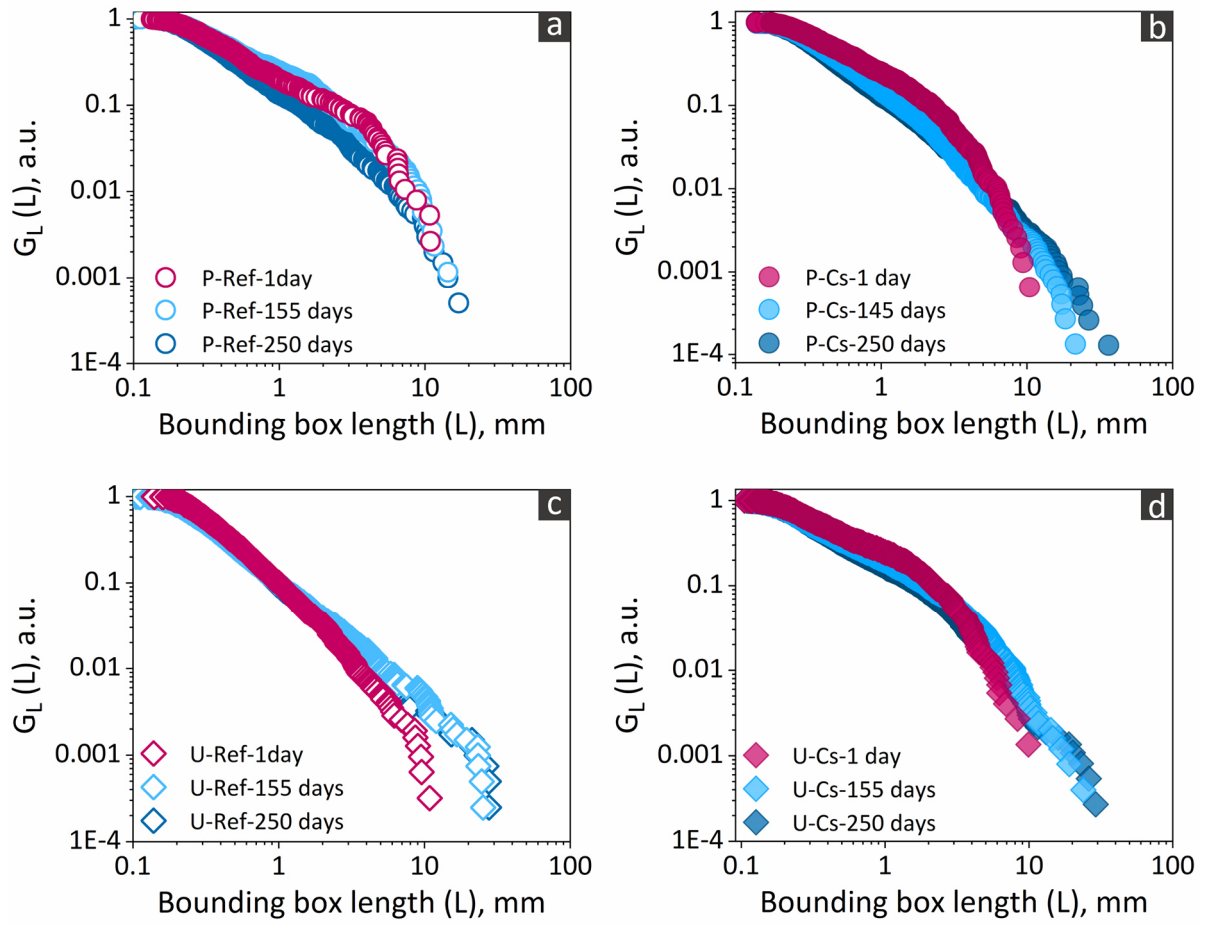 a
1
0.1
0.01
0.001
1E-4
G_L (L), a.u.
P-Ref-1day
P-Ref-155 days
P-Ref-250 days
0.1 1 10 100
Bounding box length (L), mm
b
1
0.1
0.01
0.001
1E-4
G_L (L), a.u.
P-Cs-1 day
P-Cs-145 days
P-Cs-250 days
0.1 1 10 100
Bounding box length (L), mm
c
1
0.1
0.01
0.001
1E-4
G_L (L), a.u.
U-Ref-1day
U-Ref-155 days
U-Ref-250 days
0.1 1 10 100
Bounding box length (L), mm
d
1
0.1
0.01
0.001
1E-4
G_L (L), a.u.
U-Cs-1 day
U-Cs-155 days
U-Cs-250 days
0.1 1 10 100
Bounding box length (L), mm